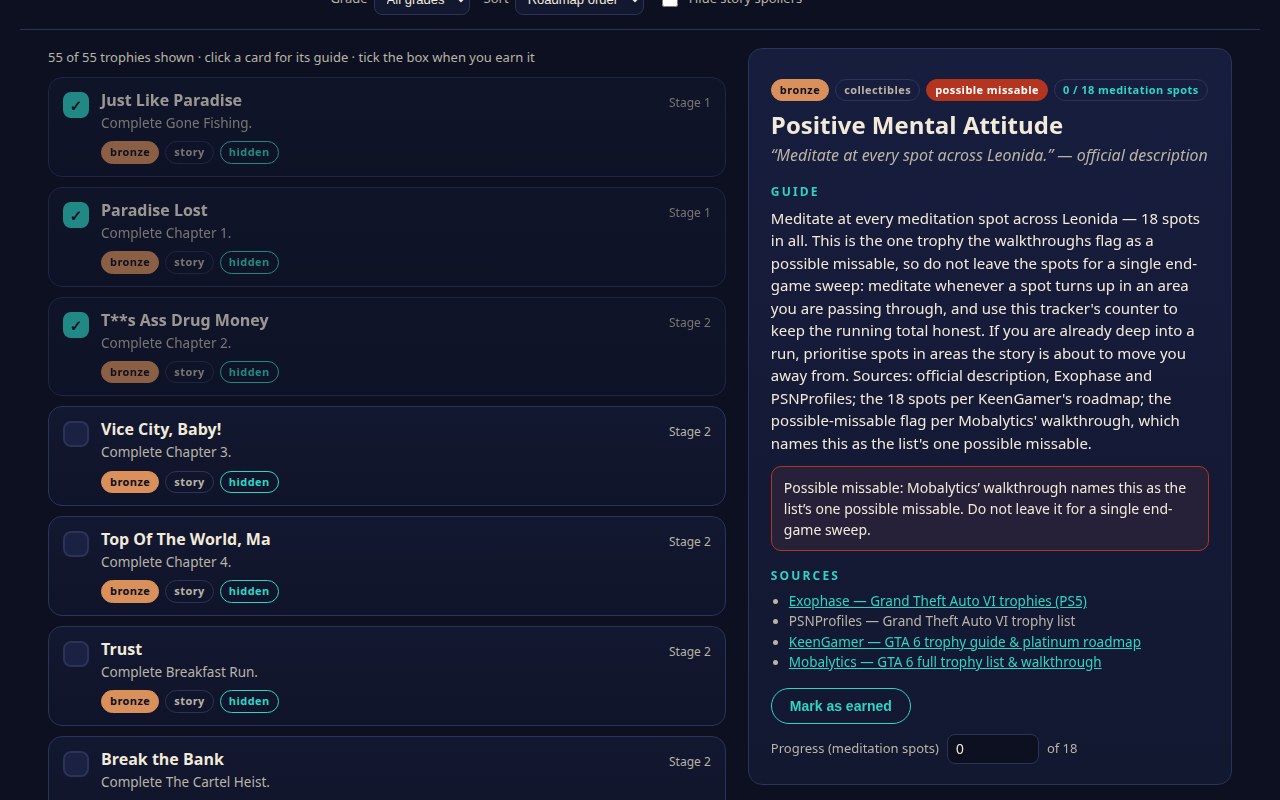 Grade All grades Sort Roadmap order Hide story spoilers
55 of 55 trophies shown · click a card for its guide · tick the box when you earn it
Just Like Paradise
Stage 1
Complete Gone Fishing.
bronze story hidden
Paradise Lost
Stage 1
Complete Chapter 1.
bronze story hidden
T**s Ass Drug Money
Stage 2
Complete Chapter 2.
bronze story hidden
Vice City, Baby!
Stage 2
Complete Chapter 3.
bronze story hidden
Top Of The World, Ma
Stage 2
Complete Chapter 4.
bronze story hidden
Trust
Stage 2
Complete Breakfast Run.
bronze story hidden
Break the Bank
Stage 2
Complete The Cartel Heist.
bronze collectibles possible missable 0 / 18 meditation spots
Positive Mental Attitude
“Meditate at every spot across Leonida.” — official description
GUIDE
Meditate at every meditation spot across Leonida — 18 spots
in all. This is the one trophy the walkthroughs flag as a
possible missable, so do not leave the spots for a single end-
game sweep: meditate whenever a spot turns up in an area
you are passing through, and use this tracker's counter to
keep the running total honest. If you are already deep into a
run, prioritise spots in areas the story is about to move you
away from. Sources: official description, Exophase and
PSNProfiles; the 18 spots per KeenGamer's roadmap; the
possible-missable flag per Mobalytics' walkthrough, which
names this as the list's one possible missable.
Possible missable: Mobalytics’ walkthrough names this as the
list’s one possible missable. Do not leave it for a single end-
game sweep.
SOURCES
Exophase — Grand Theft Auto VI trophies (PS5)
PSNProfiles — Grand Theft Auto VI trophy list
KeenGamer — GTA 6 trophy guide & platinum roadmap
Mobalytics — GTA 6 full trophy list & walkthrough
Mark as earned
Progress (meditation spots) 0 of 18